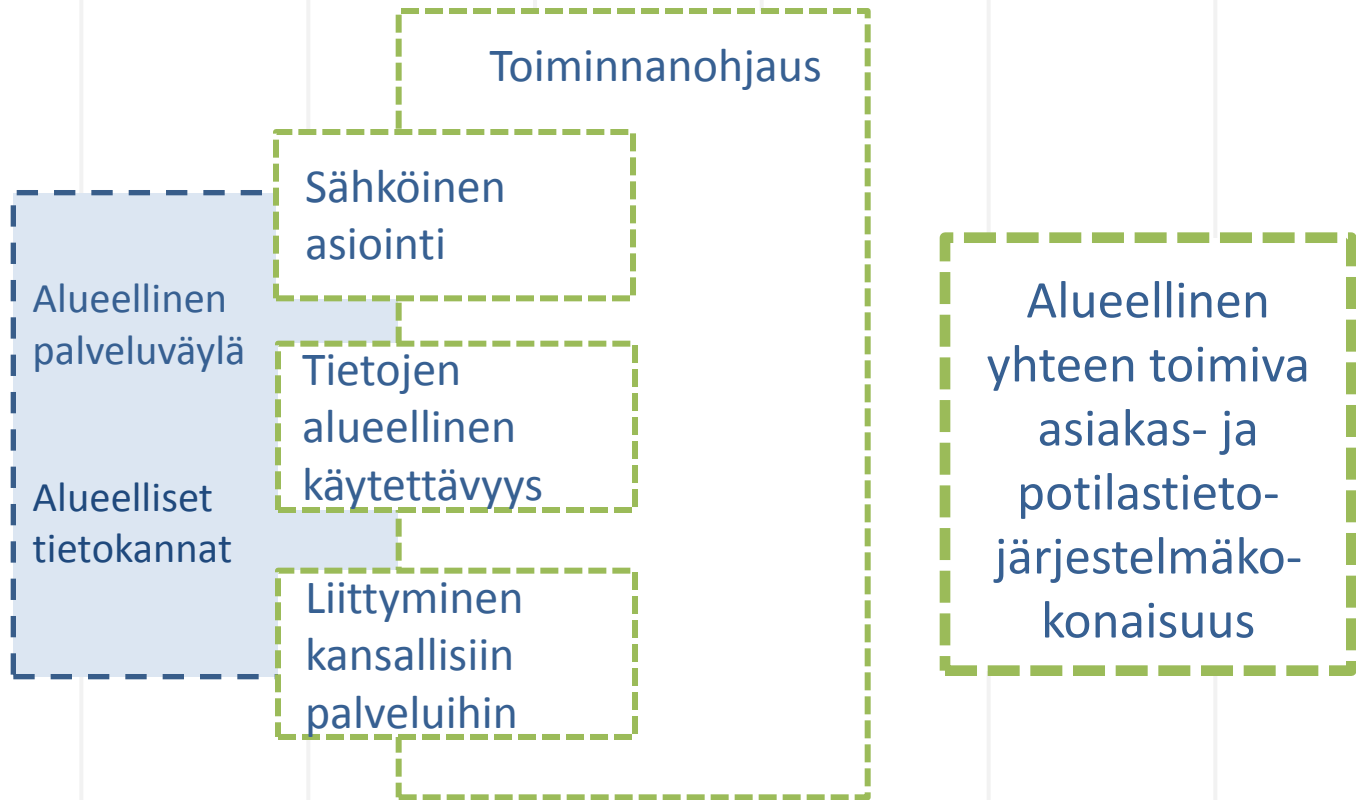 Toiminnanohjaus
Sähköinen
asiointi
Alueellinen
palveluväylä
Tietojen
alueellinen
käytettävyys
Alueelliset
tietokannat
Liittyminen
kansallisiin
palveluihin
Alueellinen
yhteen toimiva
asiakas- ja
potilastieto-
järjestelmäko-
konaisuus